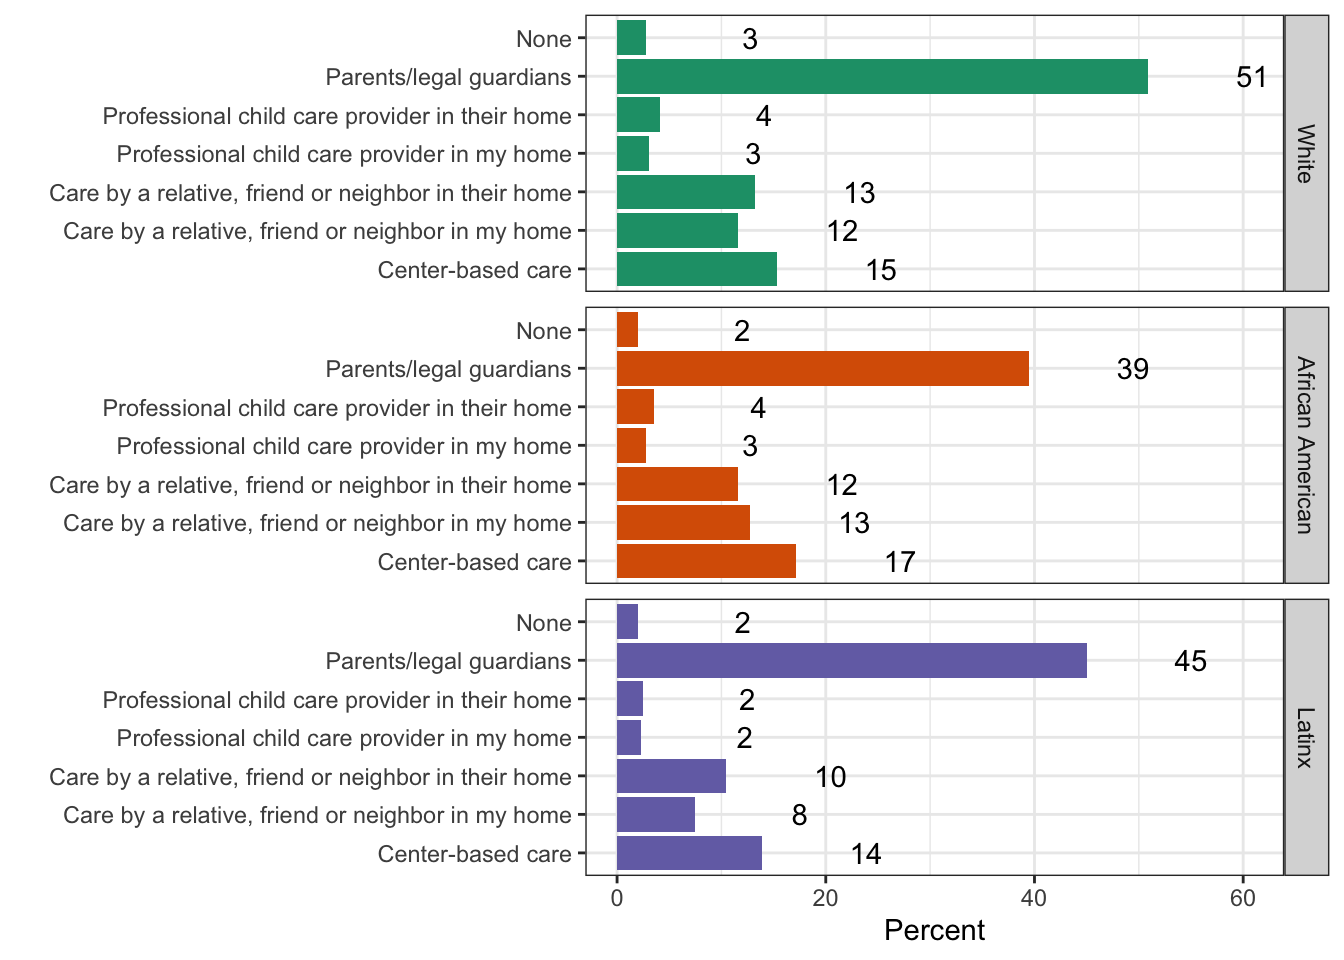 None 3
Parents/legal guardians 51
Professional child care provider in their home 4
Professional child care provider in my home 3
Care by a relative, friend or neighbor in their home 13
Care by a relative, friend or neighbor in my home 12
Center-based care 15
White
None 2
Parents/legal guardians 39
Professional child care provider in their home 4
Professional child care provider in my home 3
Care by a relative, friend or neighbor in their home 12
Care by a relative, friend or neighbor in my home 13
Center-based care 17
African American
None 2
Parents/legal guardians 45
Professional child care provider in their home 2
Professional child care provider in my home 2
Care by a relative, friend or neighbor in their home 10
Care by a relative, friend or neighbor in my home 8
Center-based care 14
Latinx
0 20 40 60
Percent